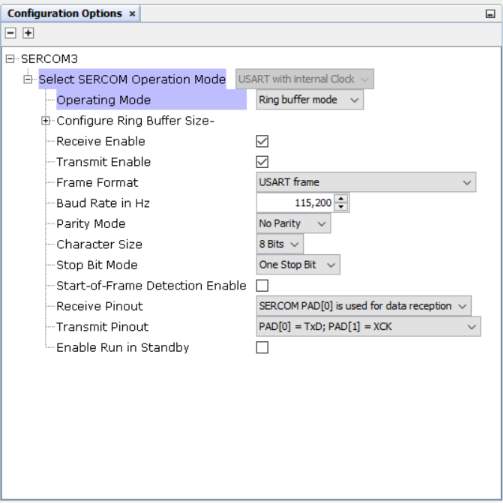 Configuration Options ×
SERCOM3
Select SERCOM Operation Mode USART with internal Clock
Operating Mode Ring buffer mode
Configure Ring Buffer Size-
Receive Enable
Transmit Enable
Frame Format USART frame
Baud Rate in Hz 115,200
Parity Mode No Parity
Character Size 8 Bits
Stop Bit Mode One Stop Bit
Start-of-Frame Detection Enable
Receive Pinout SERCOM PAD[0] is used for data reception
Transmit Pinout PAD[0] = TxD; PAD[1] = XCK
Enable Run in Standby